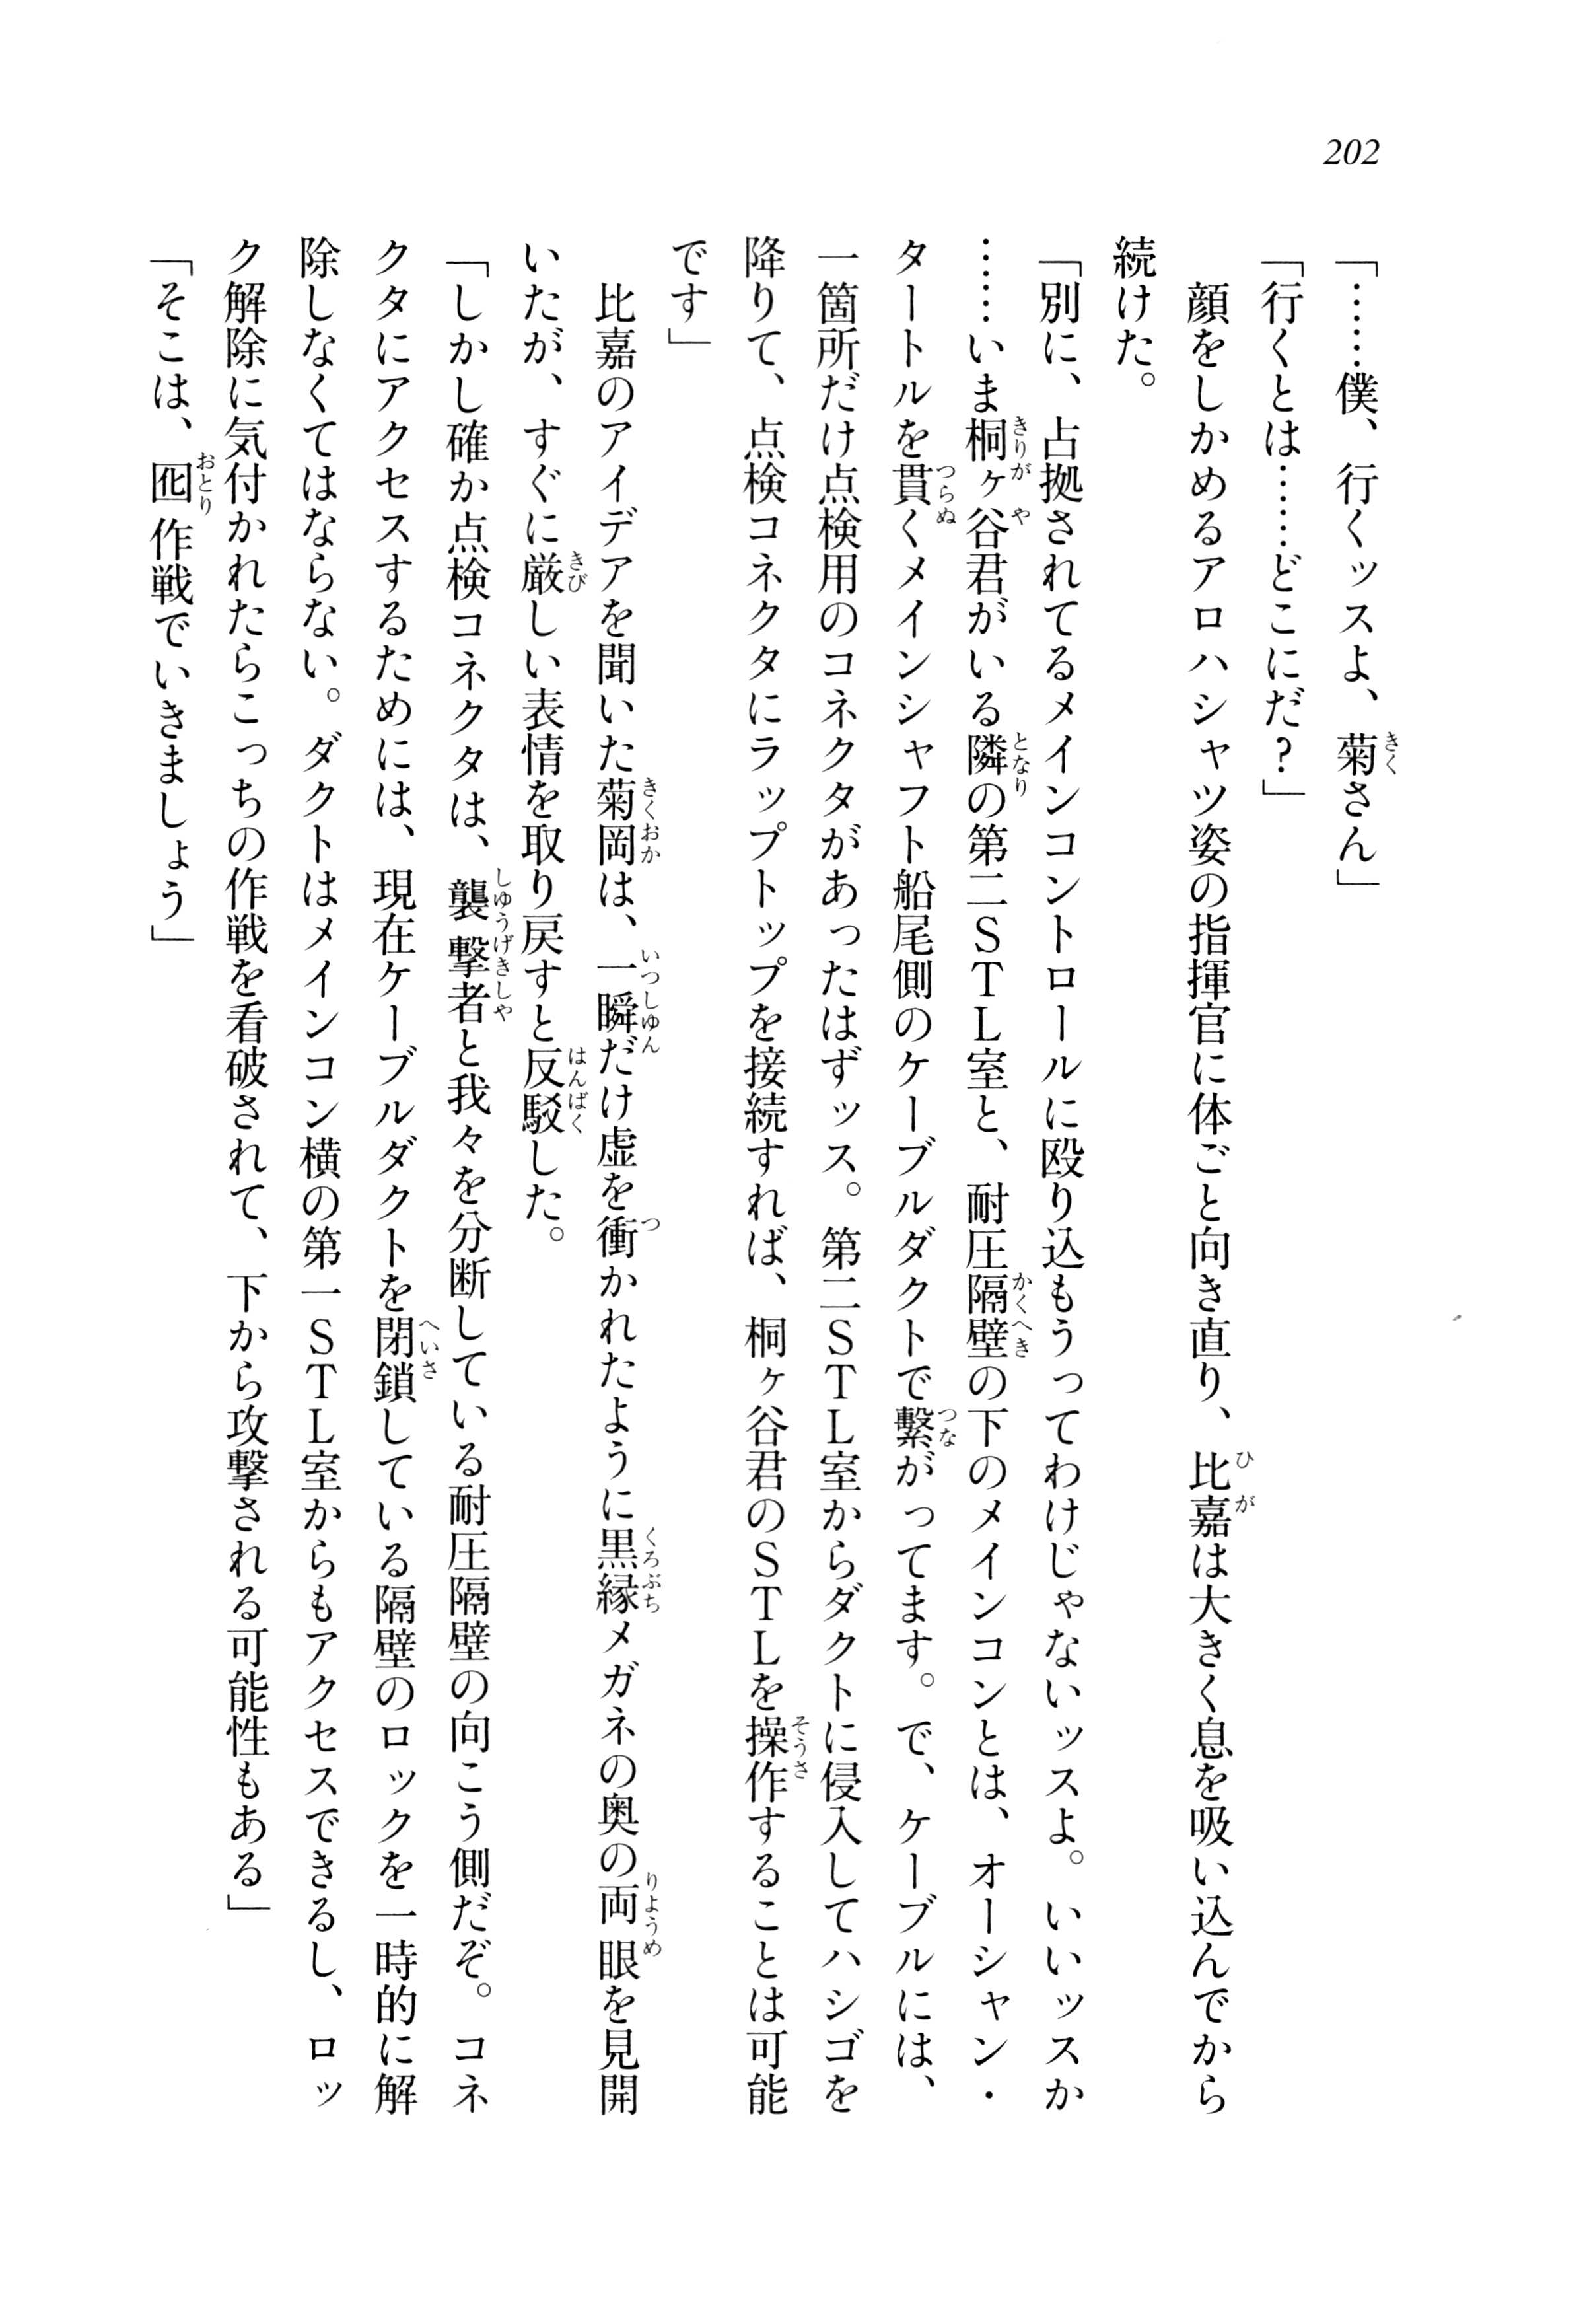 202
「……僕、行くッスよ、菊さん」
「行くとは……どこにだ？」
　顔をしかめるアロハシャツ姿の指揮官に体ごと向き直り、比嘉は大きく息を吸い込んでから
続けた。
「別に、占拠されてるメインコントロールに殴り込もうってわけじゃないッスよ。いいッスか
……いま桐ヶ谷君がいる隣の第二ＳＴＬ室と、耐圧隔壁の下のメインコンとは、オーシャン・
タートルを貫くメインシャフト船尾側のケーブルダクトで繋がってます。で、ケーブルには、
一箇所だけ点検用のコネクタがあったはずッス。第二ＳＴＬ室からダクトに侵入してハシゴを
降りて、点検コネクタにラップトップを接続すれば、桐ヶ谷君のＳＴＬを操作することは可能
です」
　比嘉のアイデアを聞いた菊岡は、一瞬だけ虚を衝かれたように黒縁メガネの奥の両眼を見開
いたが、すぐに厳しい表情を取り戻すと反駁した。
「しかし確か点検コネクタは、襲撃者と我々を分断している耐圧隔壁の向こう側だぞ。コネ
クタにアクセスするためには、現在ケーブルダクトを閉鎖している隔壁のロックを一時的に解
除しなくてはならない。ダクトはメインコン横の第一ＳＴＬ室からもアクセスできるし、ロッ
ク解除に気付かれたらこっちの作戦を看破されて、下から攻撃される可能性もある」
「そこは、囮作戦でいきましょう」